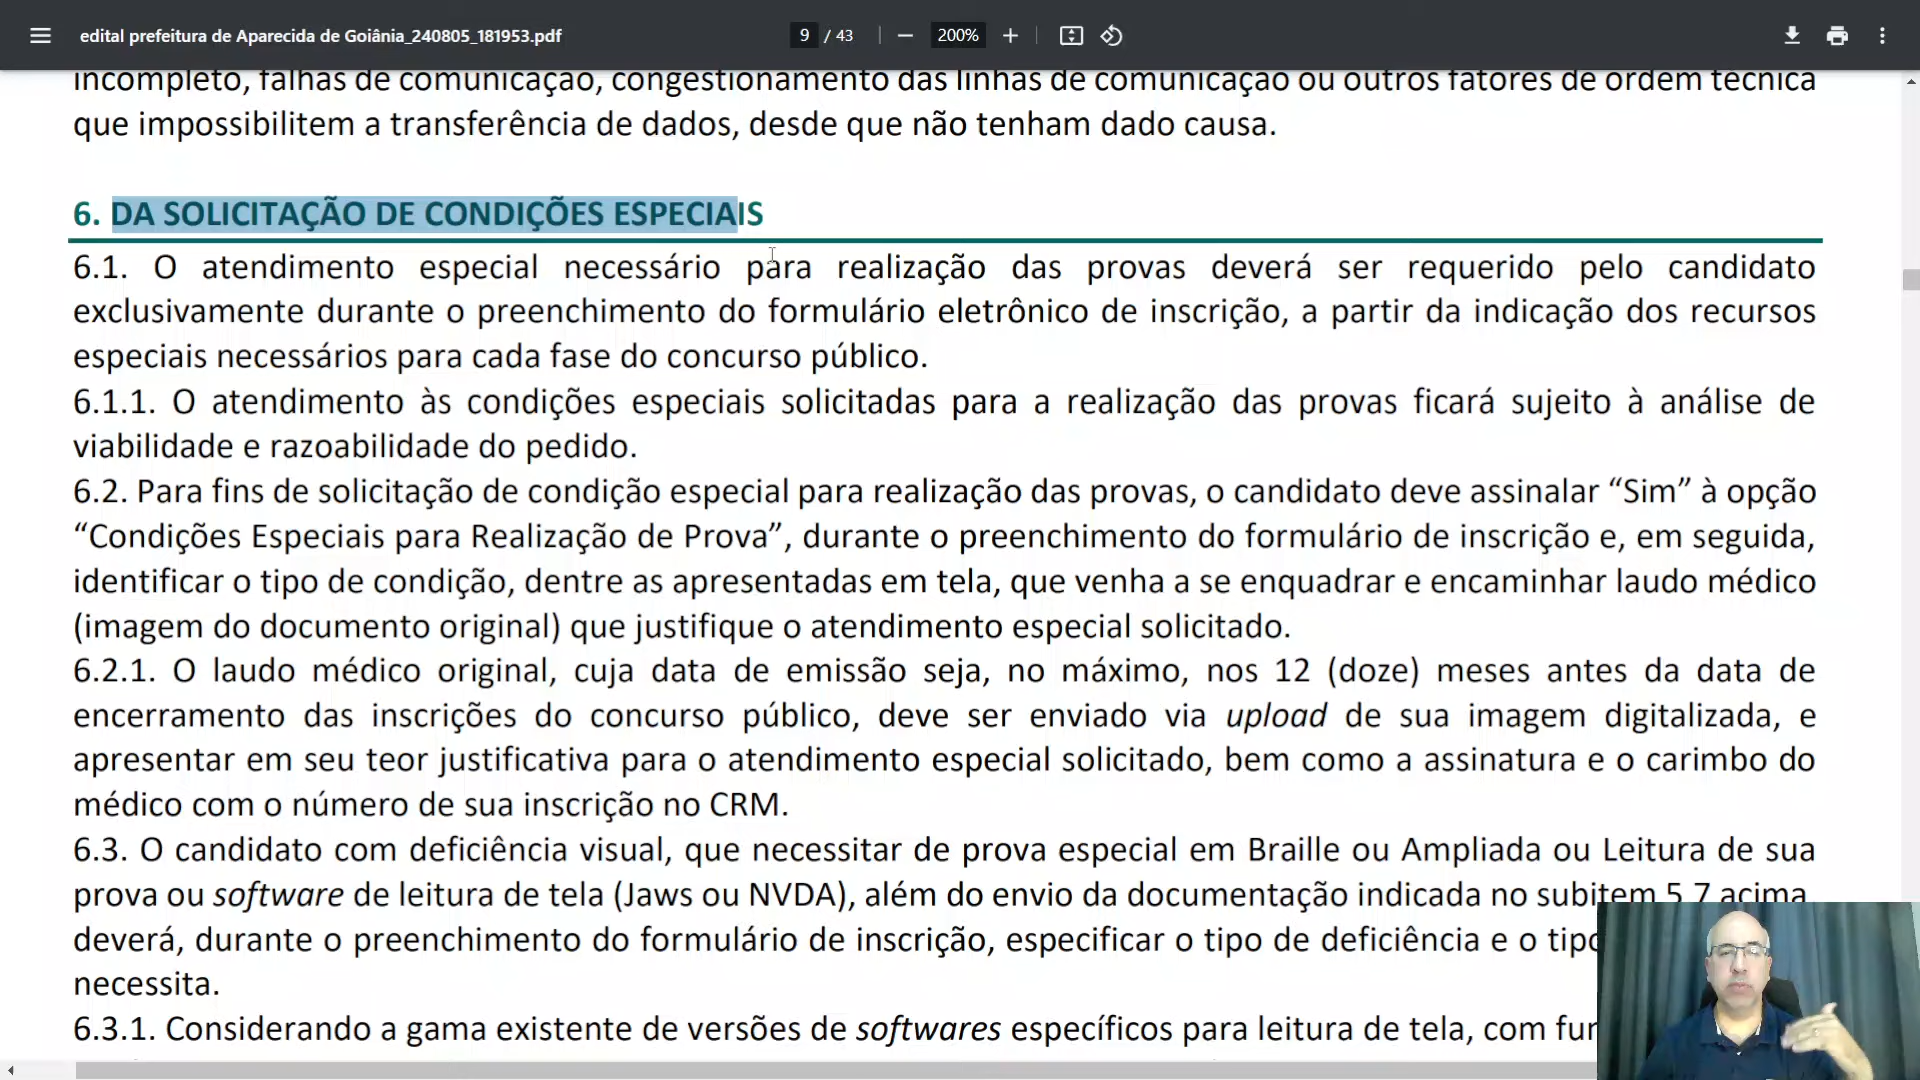 edital prefeitura de Aparecida de Goiânia_240805_181953.pdf
9 / 43
200%
incompleto, falhas de comunicação, congestionamento das linhas de comunicação ou outros fatores de ordem técnica
que impossibilitem a transferência de dados, desde que não tenham dado causa.
6. DA SOLICITAÇÃO DE CONDIÇÕES ESPECIAIS
6.1. O atendimento especial necessário para realização das provas deverá ser requerido pelo candidato
exclusivamente durante o preenchimento do formulário eletrônico de inscrição, a partir da indicação dos recursos
especiais necessários para cada fase do concurso público.
6.1.1. O atendimento às condições especiais solicitadas para a realização das provas ficará sujeito à análise de
viabilidade e razoabilidade do pedido.
6.2. Para fins de solicitação de condição especial para realização das provas, o candidato deve assinalar “Sim” à opção
“Condições Especiais para Realização de Prova”, durante o preenchimento do formulário de inscrição e, em seguida,
identificar o tipo de condição, dentre as apresentadas em tela, que venha a se enquadrar e encaminhar laudo médico
(imagem do documento original) que justifique o atendimento especial solicitado.
6.2.1. O laudo médico original, cuja data de emissão seja, no máximo, nos 12 (doze) meses antes da data de
encerramento das inscrições do concurso público, deve ser enviado via upload de sua imagem digitalizada, e
apresentar em seu teor justificativa para o atendimento especial solicitado, bem como a assinatura e o carimbo do
médico com o número de sua inscrição no CRM.
6.3. O candidato com deficiência visual, que necessitar de prova especial em Braille ou Ampliada ou Leitura de sua
prova ou software de leitura de tela (Jaws ou NVDA), além do envio da documentação indicada no subitem 5.7 acima,
deverá, durante o preenchimento do formulário de inscrição, especificar o tipo de deficiência e o tipo
necessita.
6.3.1. Considerando a gama existente de versões de softwares específicos para leitura de tela, com